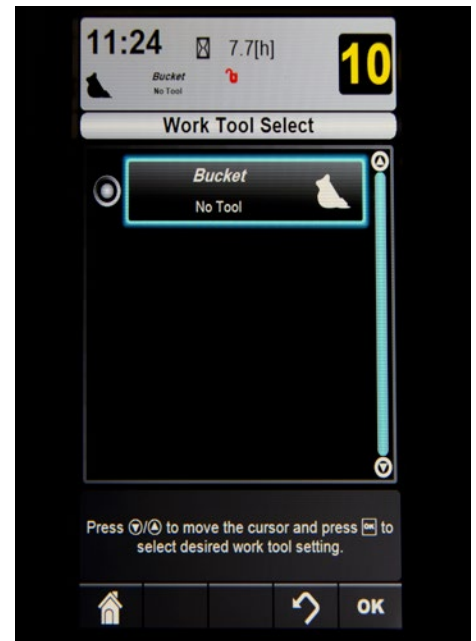 11:24
7.7[h]
10
Bucket
No Tool
Work Tool Select
Bucket
No Tool
Press ▼/▲ to move the cursor and press OK to
select desired work tool setting.
OK